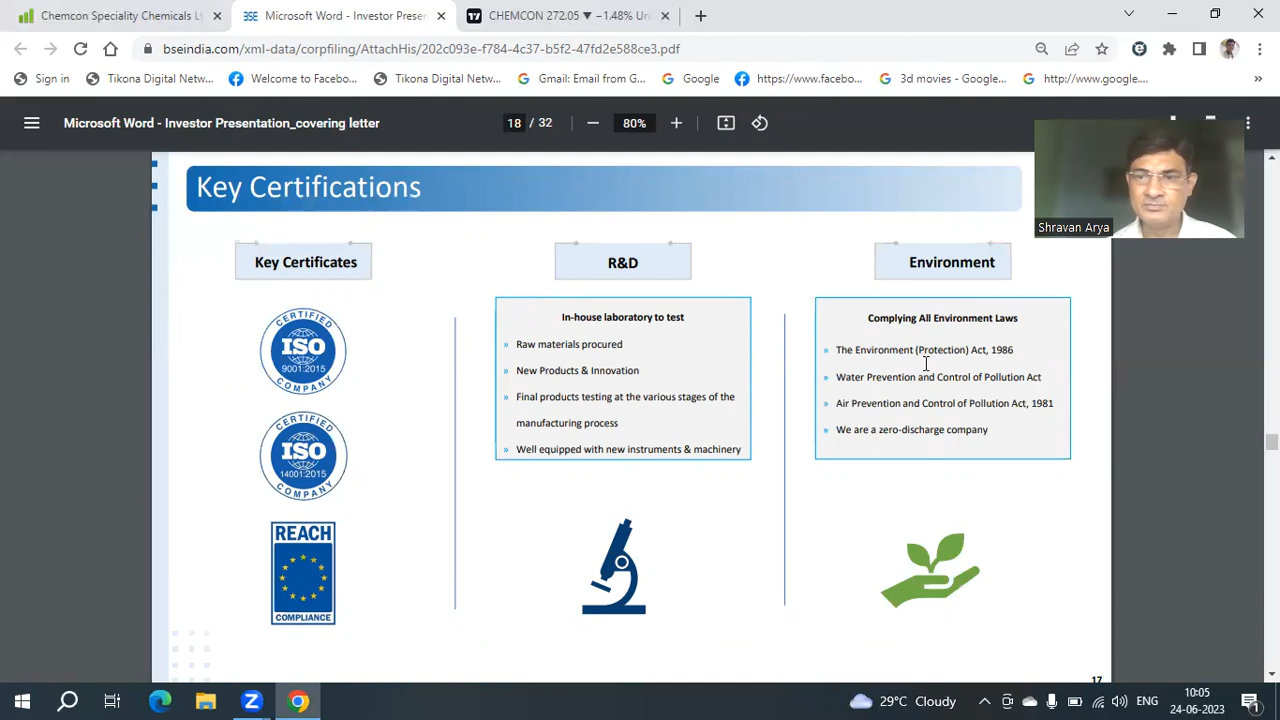 Chemcon Speciality Chemicals Lt
Microsoft Word - Investor Presen
CHEMCON 272.05 ▼ −1.48% Un
bseindia.com/xml-data/corpfiling/AttachHis/202c093e-f784-4c37-b5f2-47fd2e588ce3.pdf
Sign in
Tikona Digital Netw...
Welcome to Facebo...
Tikona Digital Netw...
Gmail: Email from G...
Google
https://www.facebo...
3d movies - Google...
http://www.google....
»
Microsoft Word - Investor Presentation_covering letter
18 / 32
80%
Shravan Arya
Key Certifications
Key Certificates
CERTIFIED
ISO
9001:2015
COMPANY
CERTIFIED
ISO
14001:2015
COMPANY
REACH
COMPLIANCE
R&D
In-house laboratory to test
» Raw materials procured
» New Products & Innovation
» Final products testing at the various stages of the
manufacturing process
» Well equipped with new instruments & machinery
Environment
Complying All Environment Laws
» The Environment (Protection) Act, 1986
» Water Prevention and Control of Pollution Act
» Air Prevention and Control of Pollution Act, 1981
» We are a zero-discharge company
17
29°C Cloudy
ENG
10:05
24-06-2023
1